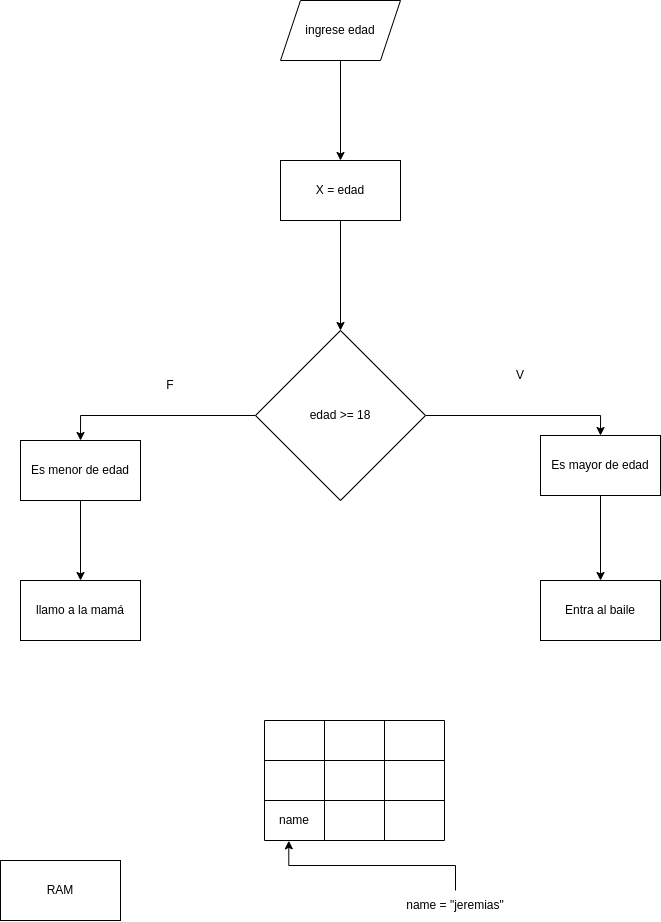 ingrese edad
X = edad
F
V
edad >= 18
Es menor de edad
Es mayor de edad
llamo a la mamá
Entra al baile
name
RAM
name = "jeremias"